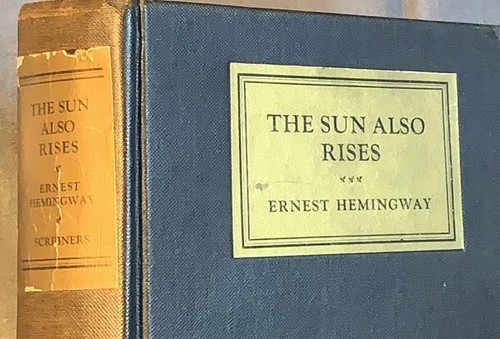 THE SUN
ALSO
RISES
ERNEST
HEMINGWAY
SCRIBNERS
THE SUN ALSO
RISES
ERNEST HEMINGWAY